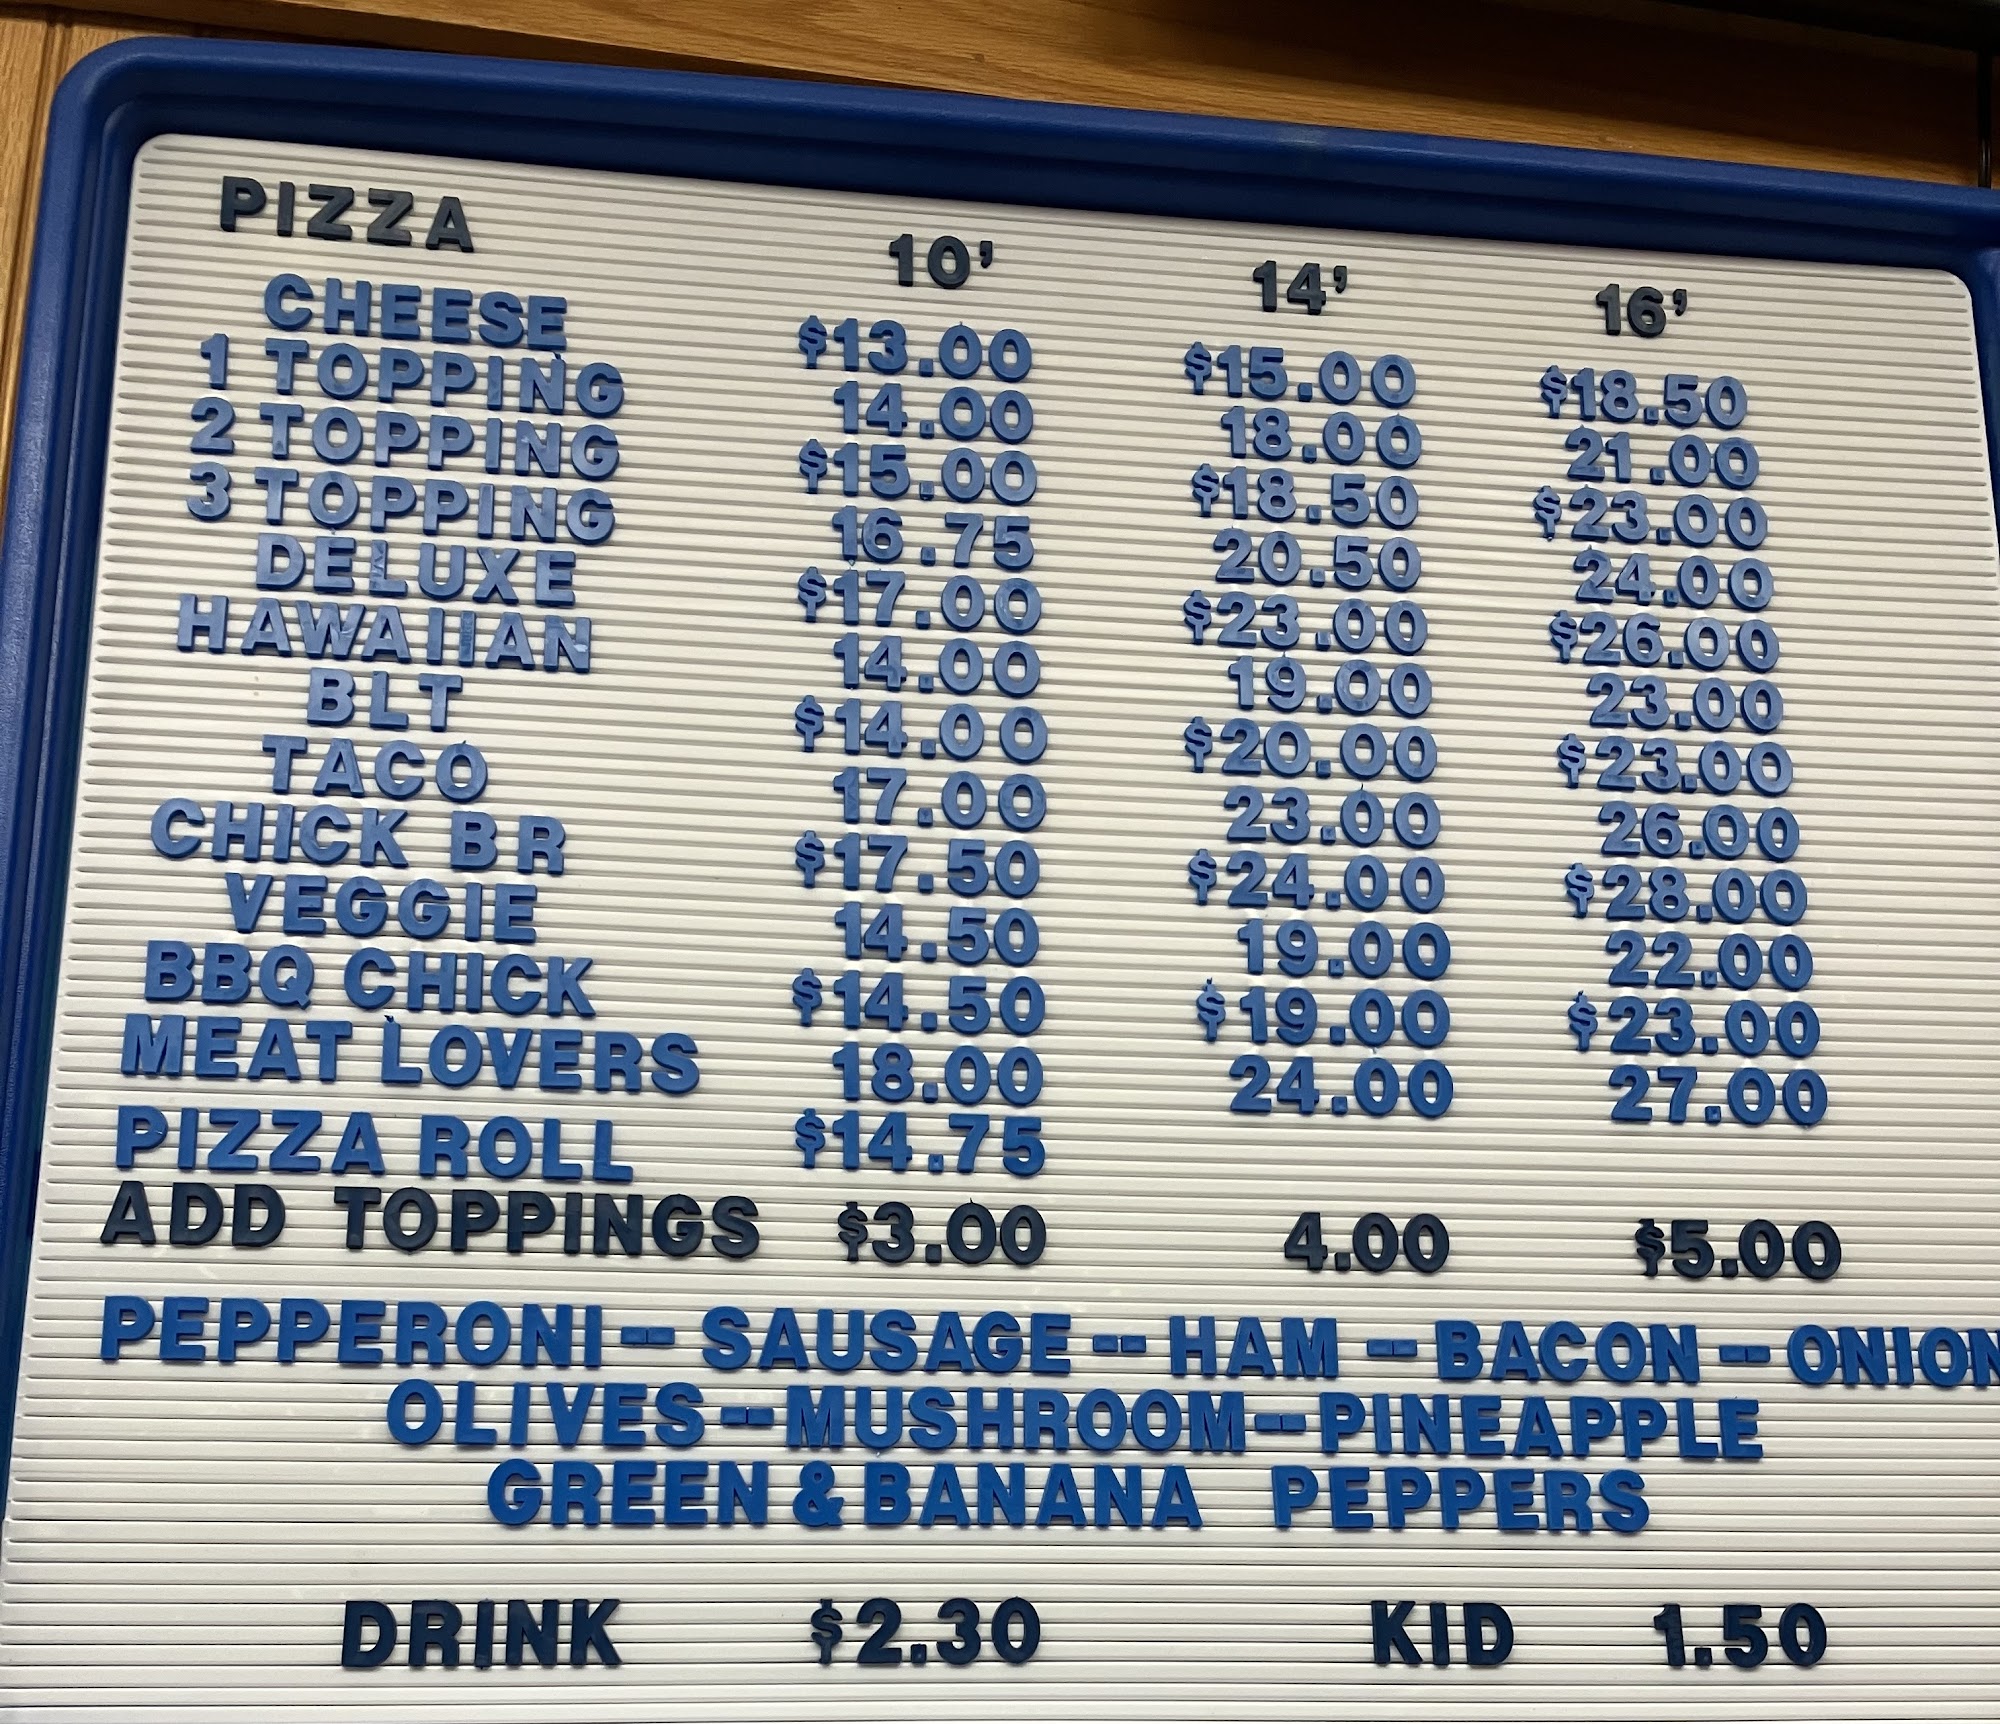 PIZZA 10' 14' 16'
CHEESE $13.00 $15.00 $18.50
1 TOPPING 14.00 18.00 21.00
2 TOPPING $15.00 $18.50 $23.00
3 TOPPING 16.75 20.50 24.00
DELUXE $17.00 $23.00 $26.00
HAWAIIAN 14.00 19.00 23.00
BLT $14.00 $20.00 $23.00
TACO 17.00 23.00 26.00
CHICK BR $17.50 $24.00 $28.00
VEGGIE 14.50 19.00 22.00
BBQ CHICK $14.50 $19.00 $23.00
MEAT LOVERS 18.00 24.00 27.00
PIZZA ROLL $14.75
ADD TOPPINGS $3.00 4.00 $5.00
PEPPERONI--SAUSAGE--HAM--BACON--ONION
OLIVES--MUSHROOM--PINEAPPLE
GREEN & BANANA PEPPERS
DRINK $2.30 KID 1.50